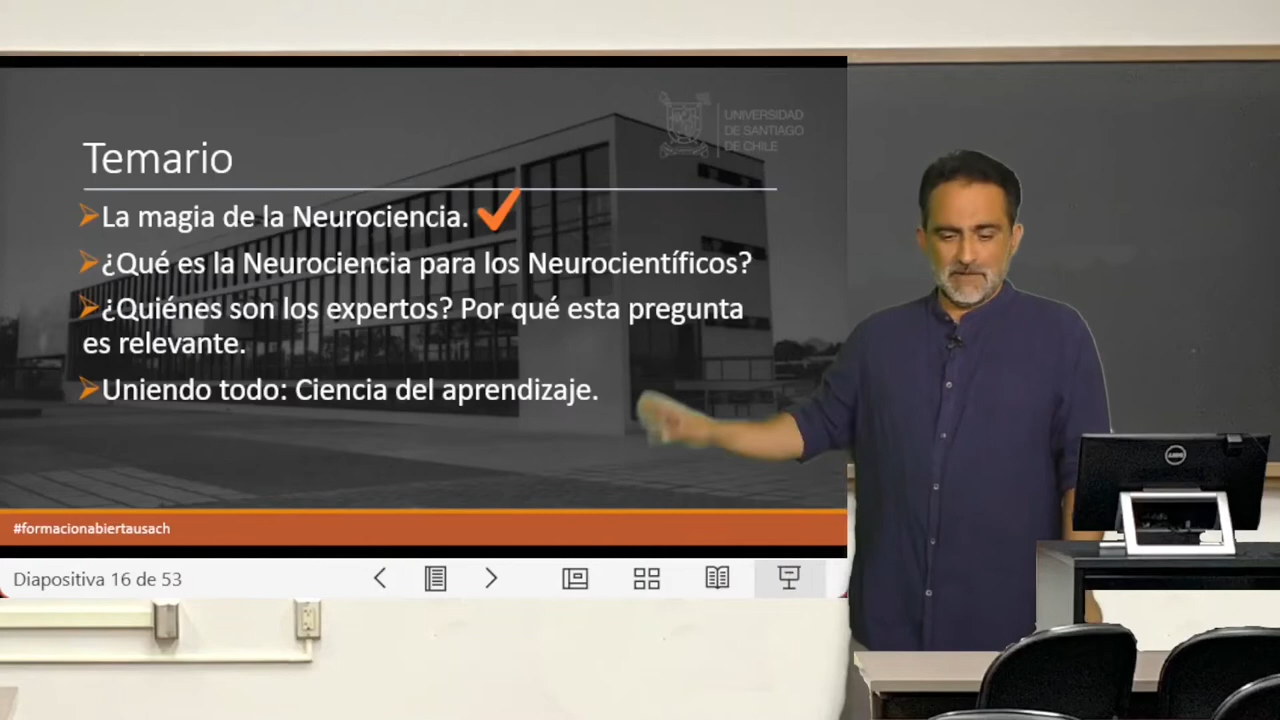 UNIVERSIDAD
DE SANTIAGO
DE CHILE
Temario
La magia de la Neurociencia.
¿Qué es la Neurociencia para los Neurocientíficos?
¿Quiénes son los expertos? Por qué esta pregunta
es relevante.
Uniendo todo: Ciencia del aprendizaje.
#formacionabiertausach
Diapositiva 16 de 53
DELL